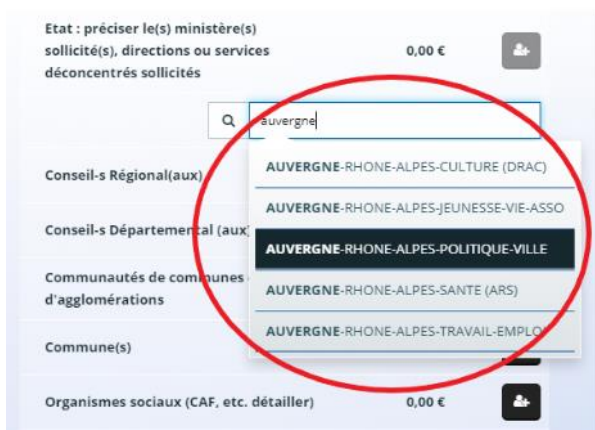 Etat : préciser le(s) ministère(s)
sollicité(s), directions ou services
déconcentrés sollicités
0,00 €
auvergne
AUVERGNE-RHONE-ALPES-CULTURE (DRAC)
Conseil-s Régional(aux)
AUVERGNE-RHONE-ALPES-JEUNESSE-VIE-ASSO
Conseil-s Départemental (aux)
AUVERGNE-RHONE-ALPES-POLITIQUE-VILLE
Communautés de communes
d'agglomérations
AUVERGNE-RHONE-ALPES-SANTE (ARS)
AUVERGNE-RHONE-ALPES-TRAVAIL-EMPLOI
Commune(s)
Organismes sociaux (CAF, etc. détailler)
0,00 €